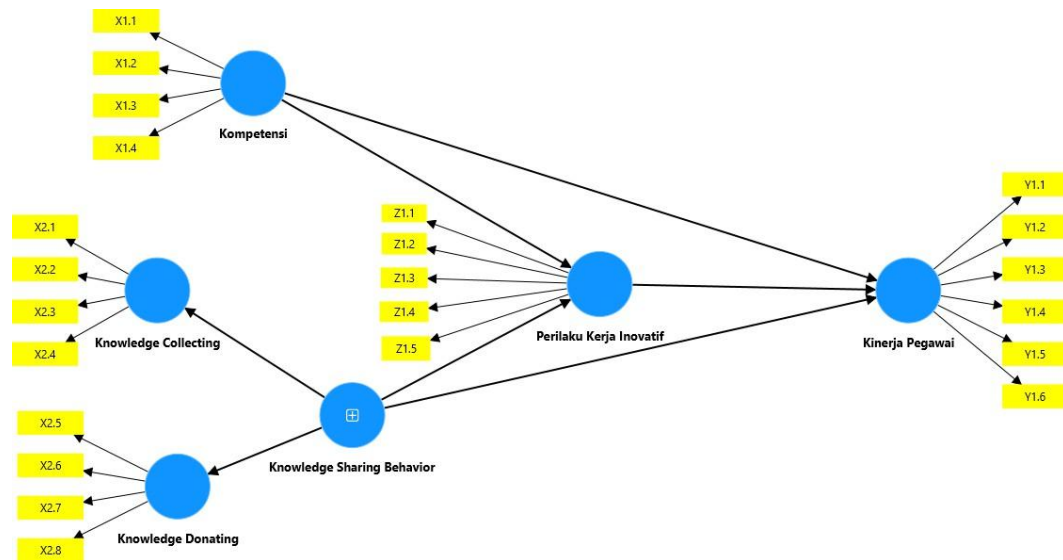 X1.1
X1.2
X1.3
X1.4
Kompetensi
X2.1
X2.2
X2.3
X2.4
Knowledge Collecting
Z1.1
Z1.2
Z1.3
Z1.4
Z1.5
Perilaku Kerja Inovatif
Y1.1
Y1.2
Y1.3
Y1.4
Y1.5
Y1.6
Kinerja Pegawai
Knowledge Sharing Behavior
X2.5
X2.6
X2.7
X2.8
Knowledge Donating